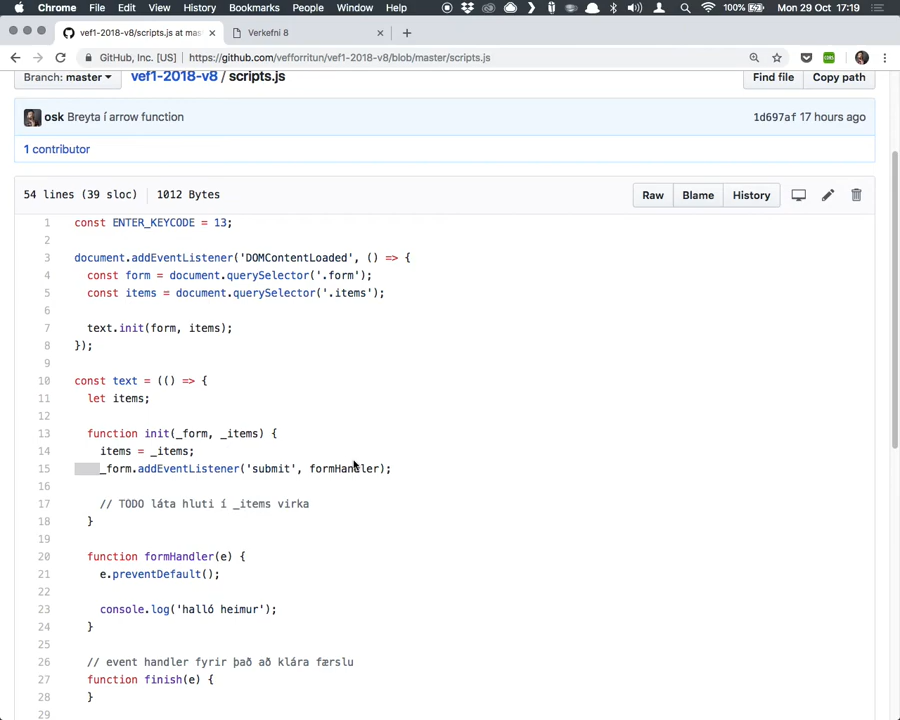 Chrome File Edit View History Bookmarks People Window Help 100% Mon 29 Oct 17:19
vef1-2018-v8/scripts.js at mas Verkefni 8
GitHub, Inc. [US] https://github.com/vefforritun/vef1-2018-v8/blob/master/scripts.js
Branch: master vef1-2018-v8 / scripts.js Find file Copy path
osk Breyta í arrow function 1d697af 17 hours ago
1 contributor
54 lines (39 sloc) 1012 Bytes Raw Blame History
1 const ENTER_KEYCODE = 13;
2
3 document.addEventListener('DOMContentLoaded', () => {
4 const form = document.querySelector('.form');
5 const items = document.querySelector('.items');
6
7 text.init(form, items);
8 });
9
10 const text = (() => {
11 let items;
12
13 function init(_form, _items) {
14 items = _items;
15 _form.addEventListener('submit', formHandler);
16
17 // TODO láta hluti í _items virka
18 }
19
20 function formHandler(e) {
21 e.preventDefault();
22
23 console.log('halló heimur');
24 }
25
26 // event handler fyrir það að klára færslu
27 function finish(e) {
28 }
29